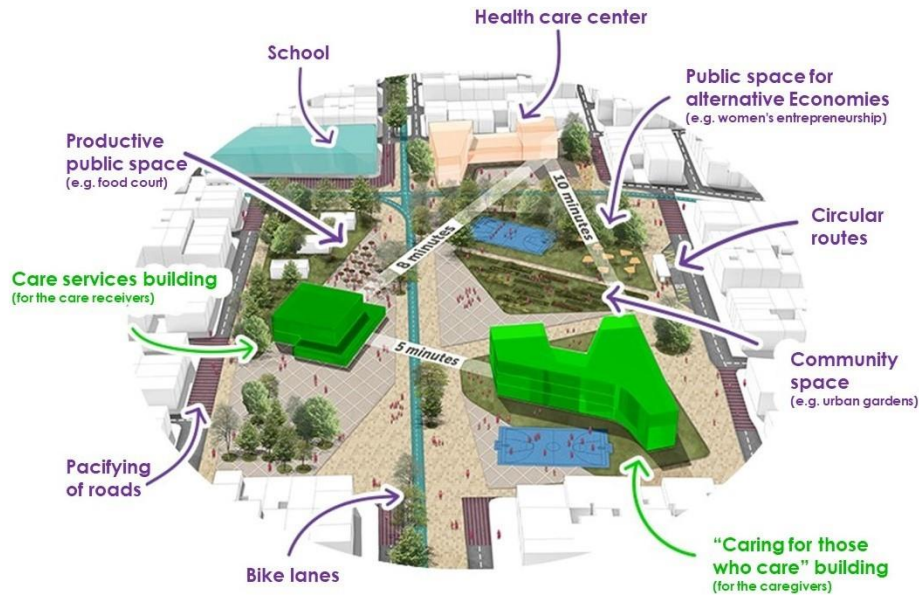 Health care center
School
Public space for
alternative Economies
(e.g. women's entrepreneurship)
Productive
public space
(e.g. food court)
10 minutes
8 minutes
Circular
routes
Care services building
(for the care receivers)
5 minutes
Community
space
(e.g. urban gardens)
Pacifying
of roads
Bike lanes
“Caring for those
who care” building
(for the caregivers)